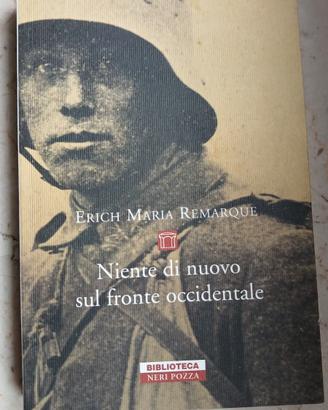 ERICH MARIA REMARQUE
Niente di nuovo
sul fronte occidentale
BIBLIOTECA
NERI POZZA